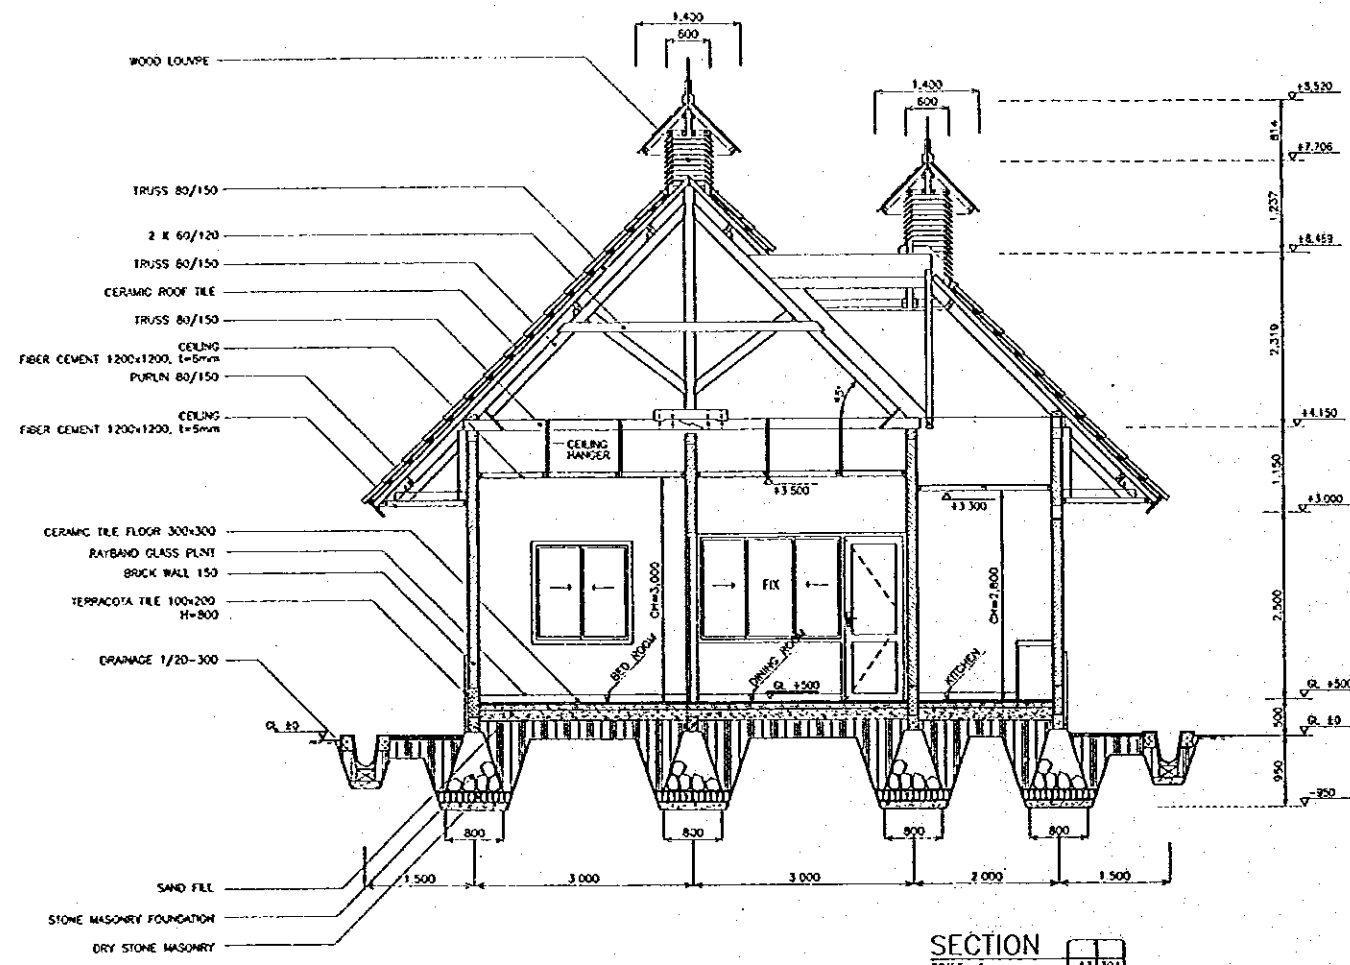 1,400
600
WOOD LOUVRE
1,400
600
+8,520
814
+7,706
TRUSS 80/150
1,237
2 X 60/120
+6,469
TRUSS 80/150
CERAMIC ROOF TILE
TRUSS 80/150
2,319
CEILING
FIBER CEMENT 1200x1200, t=6mm
PURLIN 80/150
45°
CEILING
FIBER CEMENT 1200x1200, t=6mm
+4,150
CEILING
HANGER
1,150
+3 500
+3 300
+3,000
CERAMIC TILE FLOOR 300x300
RAYBAND GLASS PLINT
BRICK WALL 150
FIX
CH=3,000
CH=2,800
TERRACOTA TILE 100x200
H=800
2,500
DRAINAGE 1/20-300
BED ROOM
DINING ROOM
KITCHEN
GL +500
GL +500
GL ±0
500
GL ±0
950
-950
800
800
800
800
1,500
3 000
3 000
2 000
1 500
SAND FILL
STONE MASONRY FOUNDATION
DRY STONE MASONRY
SECTION